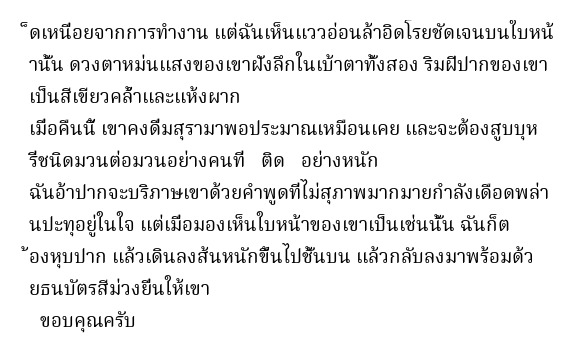 ็ดเหนื่อยจากการทำงาน แต่ฉันเห็นแววอ่อนล้าอิดโรยชัดเจนบนใบหน้
านั้น ดวงตาหม่นแสงของเขาฝังลึกในเบ้าตาทั้งสอง ริมฝีปากของเขา
เป็นสีเขียวคล้ำและแห้งผาก
เมื่อคืนนี้ เขาคงดื่มสุรามาพอประมาณเหมือนเคย และจะต้องสูบบุห
รี่ชนิดมวนต่อมวนอย่างคนที่   ติด   อย่างหนัก
ฉันอ้าปากจะบริภาษเขาด้วยคำพูดที่ไม่สุภาพมากมายกำลังเดือดพล่า
นปะทุอยู่ในใจ แต่เมื่อมองเห็นใบหน้าของเขาเป็นเช่นนั้น ฉันก็ต
้องหุบปาก แล้วเดินลงส้นหนักขึ้นไปชั้นบน แล้วกลับลงมาพร้อมด้ว
ยธนบัตรสีม่วงยื่นให้เขา
ขอบคุณครับ